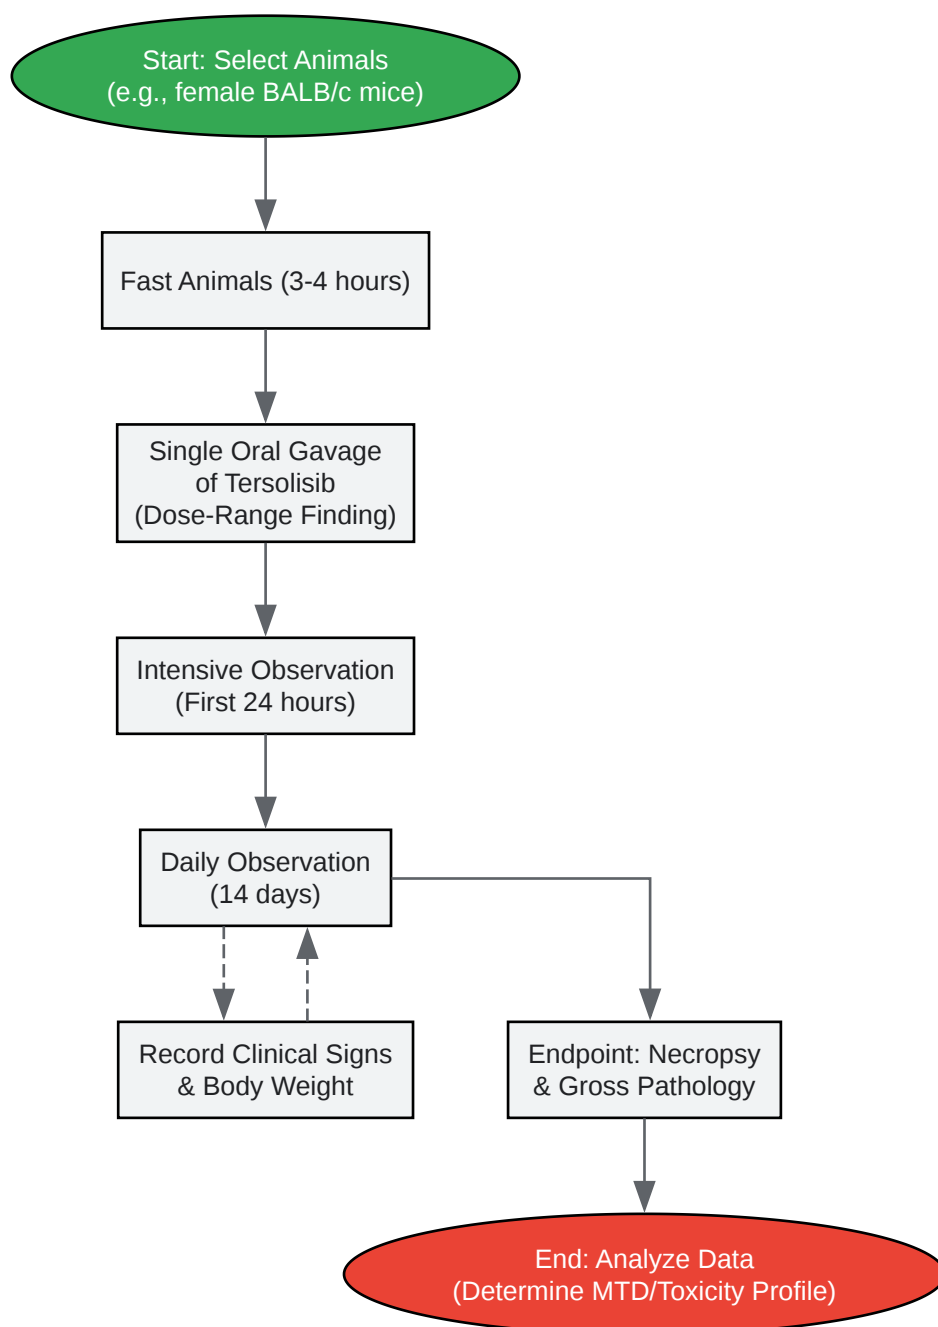 Start: Select Animals
(e.g., female BALB/c mice)
Fast Animals (3-4 hours)
Single Oral Gavage
of Tersolisib
(Dose-Range Finding)
Intensive Observation
(First 24 hours)
Daily Observation
(14 days)
Record Clinical Signs
& Body Weight
Endpoint: Necropsy
& Gross Pathology
End: Analyze Data
(Determine MTD/Toxicity Profile)